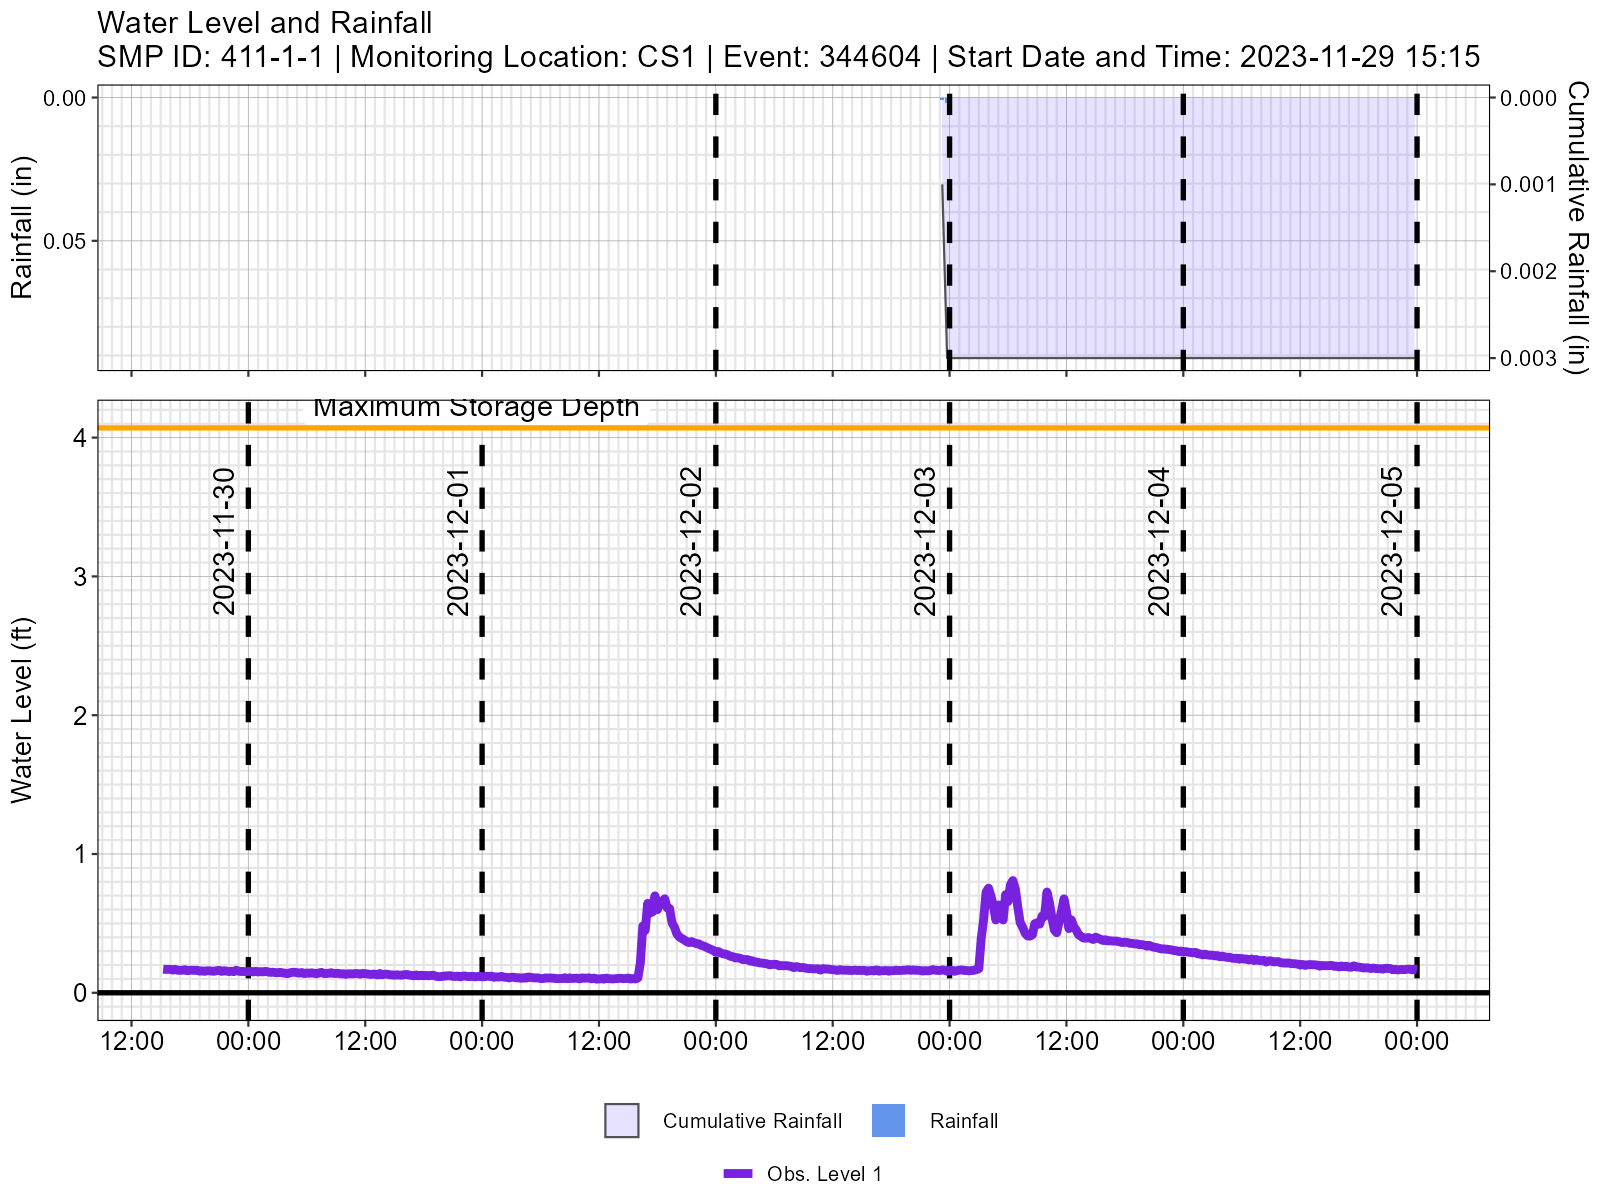 Water Level and Rainfall
SMP ID: 411-1-1 | Monitoring Location: CS1 | Event: 344604 | Start Date and Time: 2023-11-29 15:15
Rainfall (in)
0.00
0.05
0.000
0.001
0.002
0.003
Cumulative Rainfall (in)
Maximum Storage Depth
Water Level (ft)
4
3
2
1
0
2023-11-30
2023-12-01
2023-12-02
2023-12-03
2023-12-04
2023-12-05
12:00 00:00 12:00 00:00 12:00 00:00 12:00 00:00 12:00 00:00 12:00 00:00
Cumulative Rainfall Rainfall
Obs. Level 1